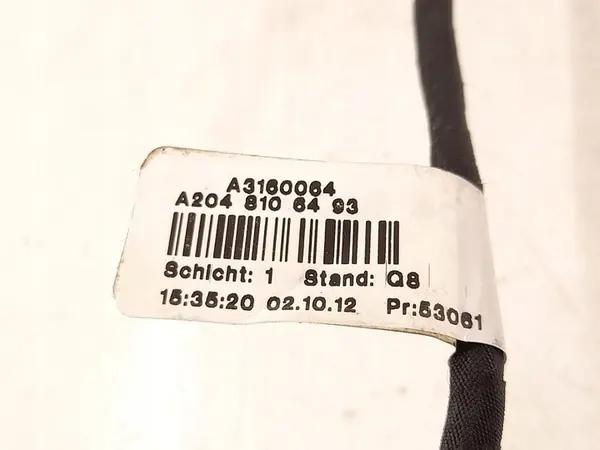 A3160064
A204 810 64 93
Schicht: 1 Stand: Q8
15:35:20 02.10.12 Pr:53061